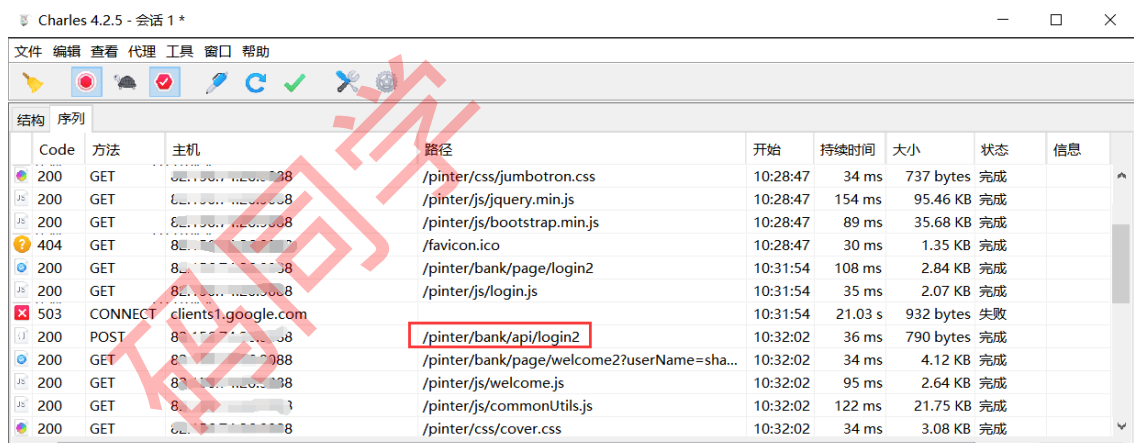 Charles 4.2.5 - 会话 1 *
文件 编辑 查看 代理 工具 窗口 帮助
结构 序列
Code 方法 主机 路径 开始 持续时间 大小 状态 信息
200 GET /pinter/css/jumbotron.css 10:28:47 34 ms 737 bytes 完成
200 GET /pinter/js/jquery.min.js 10:28:47 154 ms 95.46 KB 完成
200 GET /pinter/js/bootstrap.min.js 10:28:47 89 ms 35.68 KB 完成
404 GET /favicon.ico 10:28:47 30 ms 1.35 KB 完成
200 GET /pinter/bank/page/login2 10:31:54 108 ms 2.84 KB 完成
200 GET /pinter/js/login.js 10:31:54 35 ms 2.07 KB 完成
503 CONNECT clients1.google.com 10:31:54 21.03 s 932 bytes 失败
200 POST /pinter/bank/api/login2 10:32:02 36 ms 790 bytes 完成
200 GET /pinter/bank/page/welcome2?userName=sha... 10:32:02 34 ms 4.12 KB 完成
200 GET /pinter/js/welcome.js 10:32:02 95 ms 2.64 KB 完成
200 GET /pinter/js/commonUtils.js 10:32:02 122 ms 21.75 KB 完成
200 GET /pinter/css/cover.css 10:32:02 34 ms 3.08 KB 完成
码同学